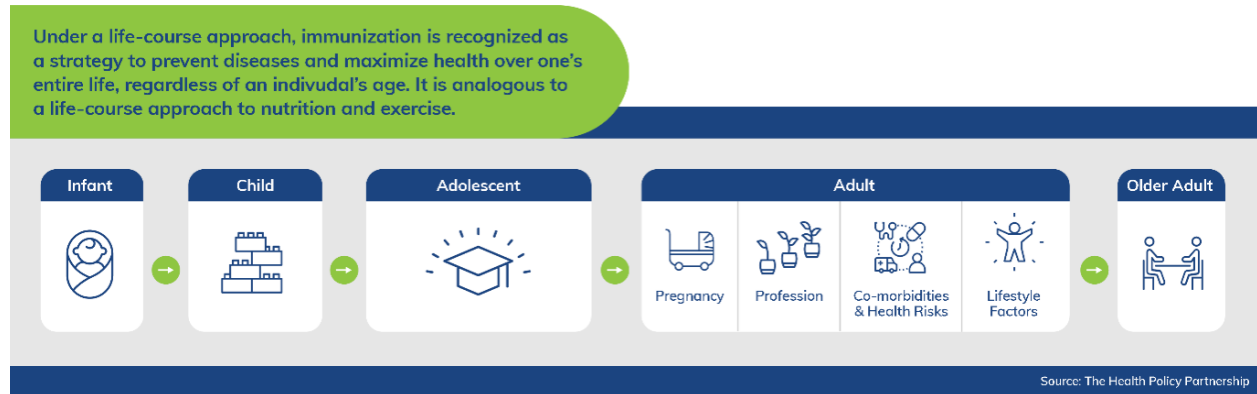 Under a life-course approach, immunization is recognized as
a strategy to prevent diseases and maximize health over one's
entire life, regardless of an indivudal's age. It is analogous to
a life-course approach to nutrition and exercise.
Infant
Child
Adolescent
Adult
Older Adult
Pregnancy
Profession
Co-morbidities
& Health Risks
Lifestyle
Factors
Source: The Health Policy Partnership